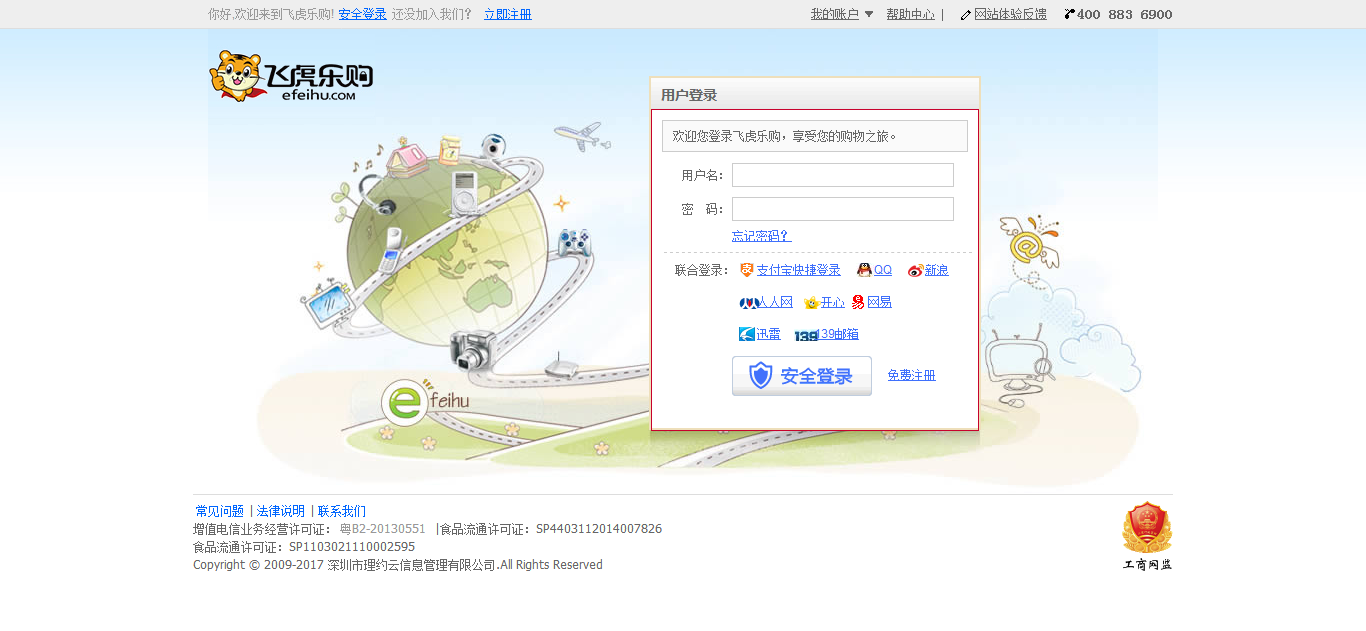 你好,欢迎来到飞虎乐购! 安全登录 还没加入我们? 立即注册 我的账户 帮助中心 | 网站体验反馈 400 883 6900
飞虎乐购
efeihu.com
用户登录
欢迎您登录飞虎乐购，享受您的购物之旅。
用户名：
密 码：
忘记密码?
联合登录： 支付宝快捷登录 QQ 新浪
人人网 开心 网易
迅雷 139 139邮箱
安全登录 免费注册
efeihu
常见问题 | 法律说明 | 联系我们
增值电信业务经营许可证： 粤B2-20130551 |食品流通许可证：SP4403112014007826
食品流通许可证：SP1103021110002595
Copyright © 2009-2017 深圳市理约云信息管理有限公司.All Rights Reserved
工商网监